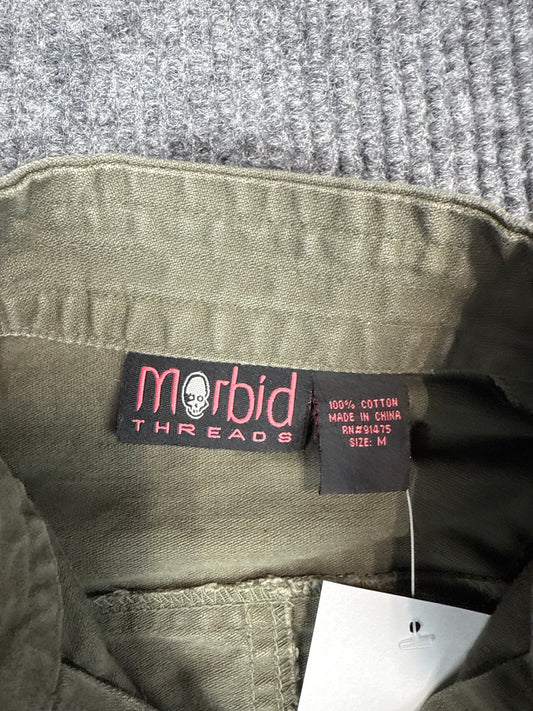 Morbid
THREADS
100% COTTON
MADE IN CHINA
RN#91475
SIZE: M